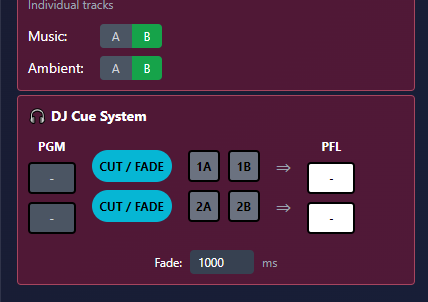 Individual tracks
Music: A B
Ambient: A B
🎧 DJ Cue System
PGM PFL
- CUT / FADE 1A 1B ⇒ -
- CUT / FADE 2A 2B ⇒ -
Fade: 1000 ms